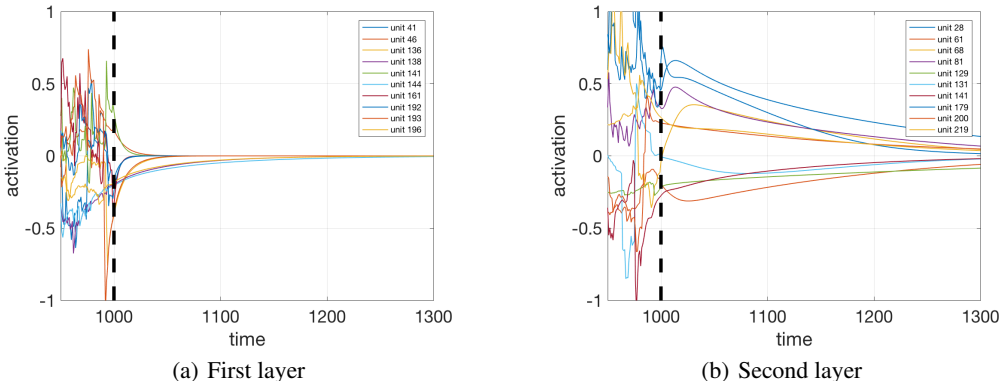 1
0.5
0
-0.5
-1
activation
1000
1100
1200
1300
time
unit 41
unit 46
unit 136
unit 138
unit 141
unit 144
unit 161
unit 192
unit 193
unit 196
(a) First layer
1
0.5
0
-0.5
-1
activation
1000
1100
1200
1300
time
unit 28
unit 61
unit 68
unit 81
unit 129
unit 131
unit 141
unit 179
unit 200
unit 219
(b) Second layer